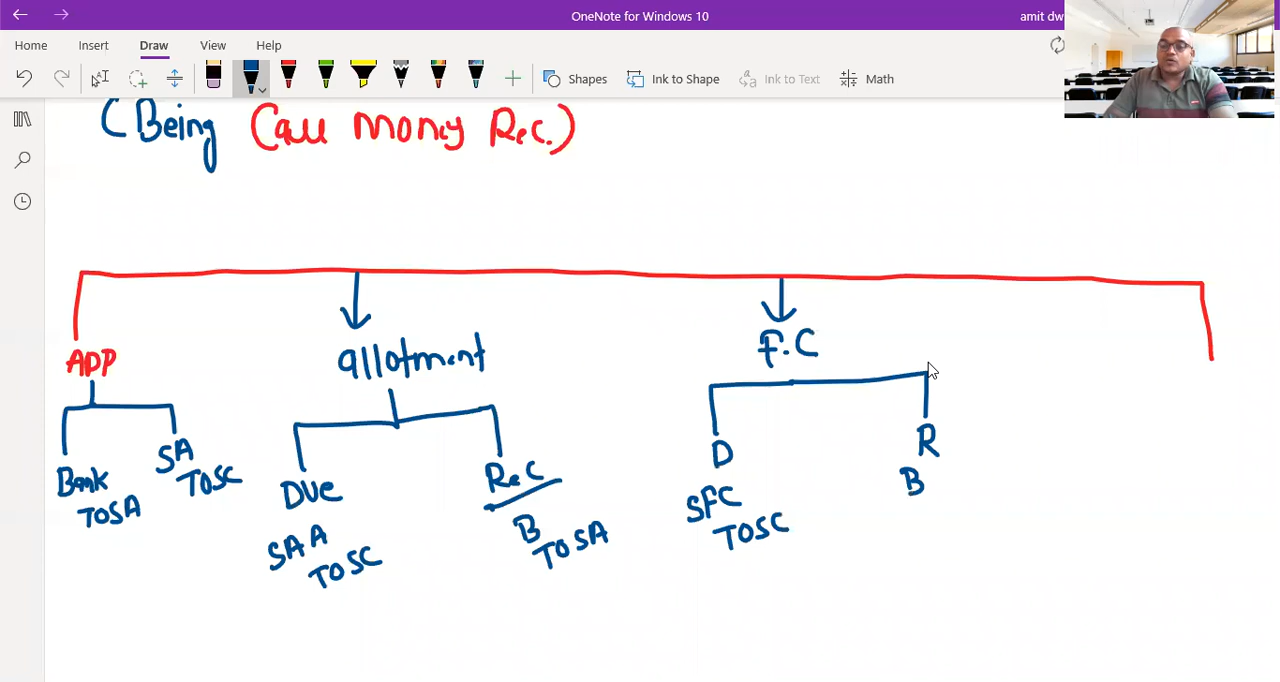 OneNote for Windows 10
amit dw
Home Insert Draw View Help
Shapes Ink to Shape Ink to Text Math
(Being Call Money Rec.)
APP
Bank
TOSA
SA
TOSC
allotment
DUE
SAA
TOSC
Rec
B
TOSA
F.C
D
SFC
TOSC
R
B